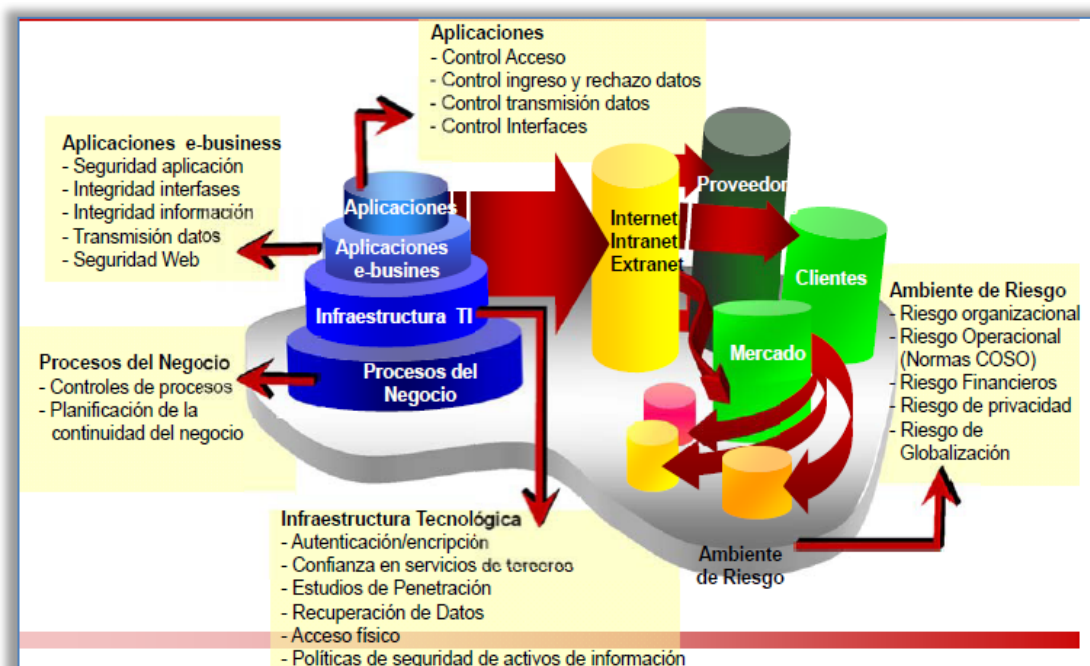 Aplicaciones
- Control Acceso
- Control ingreso y rechazo datos
- Control transmisión datos
- Control Interfaces
Aplicaciones e-business
- Seguridad aplicación
- Integridad interfases
- Integridad información
- Transmisión datos
- Seguridad Web
Procesos del Negocio
- Controles de procesos
- Planificación de la
continuidad del negocio
Aplicaciones
Aplicaciones
e-busines
Infraestructura TI
Procesos del
Negocio
Internet
Intranet
Extranet
Proveedor
Clientes
Mercado
Ambiente de Riesgo
- Riesgo organizacional
- Riesgo Operacional
(Normas COSO)
- Riesgo Financieros
- Riesgo de privacidad
- Riesgo de
Globalización
Ambiente
de Riesgo
Infraestructura Tecnológica
- Autenticación/encripción
- Confianza en servicios de terceros
- Estudios de Penetración
- Recuperación de Datos
- Acceso físico
- Políticas de seguridad de activos de información